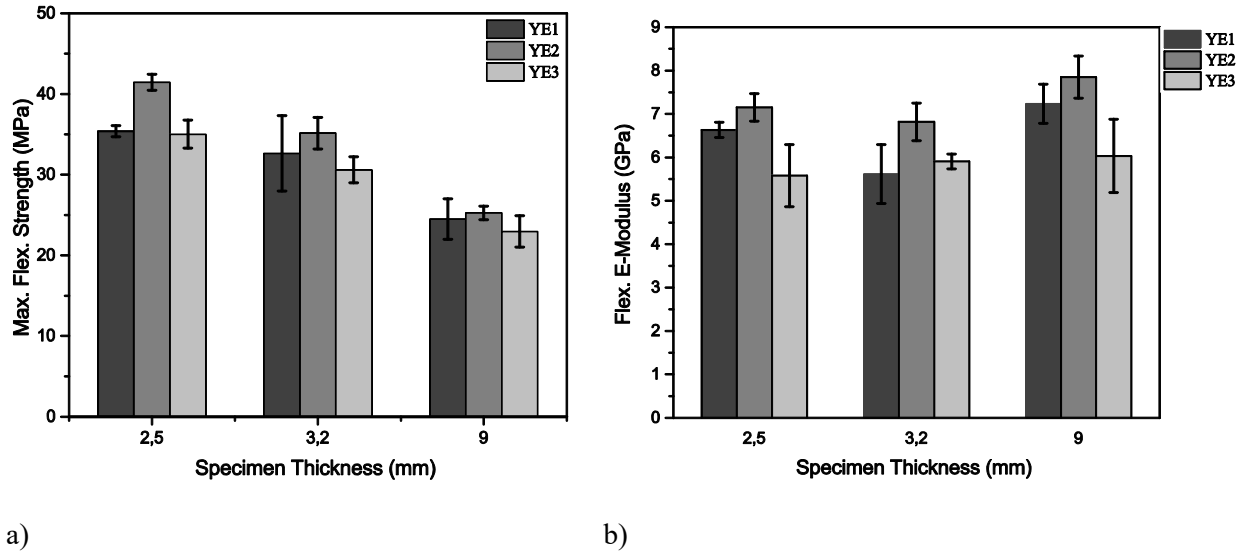 50
40
30
20
10
0
Max. Flex. Strength (MPa)
YE1
YE2
YE3
2,5
3,2
9
Specimen Thickness (mm)
a)
9
8
7
6
5
4
3
2
1
0
Flex. E-Modulus (GPa)
YE1
YE2
YE3
2,5
3,2
9
Specimen Thickness (mm)
b)